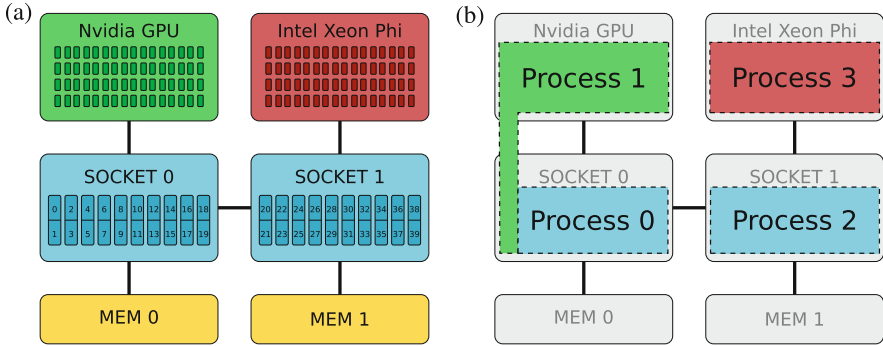 (a)
Nvidia GPU
Intel Xeon Phi
SOCKET 0
0 2 4 6 8 10 12 14 16 18
1 3 5 7 9 11 13 15 17 19
SOCKET 1
20 22 24 26 28 30 32 34 36 38
21 23 25 27 29 31 33 35 37 39
MEM 0
MEM 1
(b)
Nvidia GPU
Process 1
Intel Xeon Phi
Process 3
SOCKET 0
Process 0
SOCKET 1
Process 2
MEM 0
MEM 1